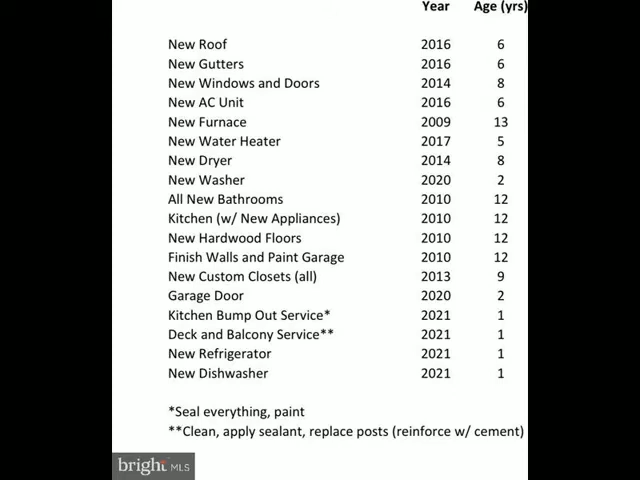 Year Age (yrs)
New Roof 2016 6
New Gutters 2016 6
New Windows and Doors 2014 8
New AC Unit 2016 6
New Furnace 2009 13
New Water Heater 2017 5
New Dryer 2014 8
New Washer 2020 2
All New Bathrooms 2010 12
Kitchen (w/ New Appliances) 2010 12
New Hardwood Floors 2010 12
Finish Walls and Paint Garage 2010 12
New Custom Closets (all) 2013 9
Garage Door 2020 2
Kitchen Bump Out Service* 2021 1
Deck and Balcony Service** 2021 1
New Refrigerator 2021 1
New Dishwasher 2021 1
*Seal everything, paint
**Clean, apply sealant, replace posts (reinforce w/ cement)
bright MLS